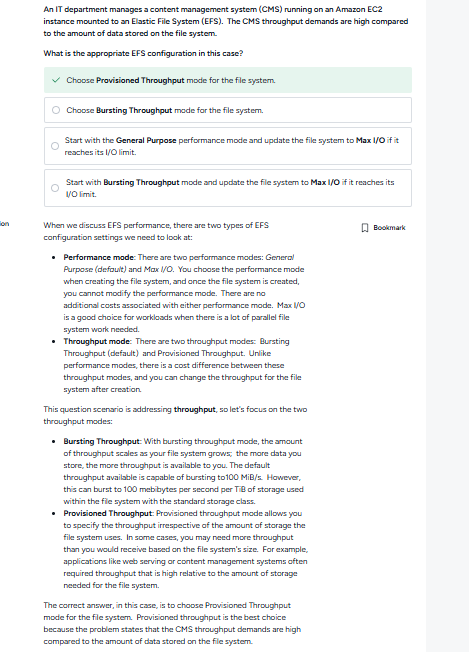 An IT department manages a content management system (CMS) running on an Amazon EC2
instance mounted to an Elastic File System (EFS).  The CMS throughput demands are high compared
to the amount of data stored on the file system.
What is the appropriate EFS configuration in this case?
Choose Provisioned Throughput mode for the file system.
Choose Bursting Throughput mode for the file system.
Start with the General Purpose performance mode and update the file system to Max I/O if it
reaches its I/O limit.
Start with Bursting Throughput mode and update the file system to Max I/O if it reaches its
I/O limit.
ion
When we discuss EFS performance, there are two types of EFS
configuration settings we need to look at:
Bookmark
• Performance mode: There are two performance modes: General
Purpose (default) and Max I/O.  You choose the performance mode
when creating the file system, and once the file system is created,
you cannot modify the performance mode.  There are no
additional costs associated with either performance mode.  Max I/O
is a good choice for workloads when there is a lot of parallel file
system work needed.
• Throughput mode:  There are two throughput modes:  Bursting
Throughput (default)  and Provisioned Throughput.  Unlike
performance modes, there is a cost difference between these
throughput modes, and you can change the throughput for the file
system after creation.
This question scenario is addressing throughput, so let's focus on the two
throughput modes:
• Bursting Throughput: With bursting throughput mode, the amount
of throughput scales as your file system grows;  the more data you
store, the more throughput is available to you. The default
throughput available is capable of bursting to100 MiB/s.  However,
this can burst to 100 mebibytes per second per TiB of storage used
within the file system with the standard storage class.
• Provisioned Throughput: Provisioned throughput mode allows you
to specify the throughput irrespective of the amount of storage the
file system uses.  In some cases, you may need more throughput
than you would receive based on the file system's size.  For example,
applications like web serving or content management systems often
required throughput that is high relative to the amount of storage
needed for the file system.
The correct answer, in this case, is to choose Provisioned Throughput
mode for the file system.  Provisioned throughput is the best choice
because the problem states that the CMS throughput demands are high
compared to the amount of data stored on the file system.